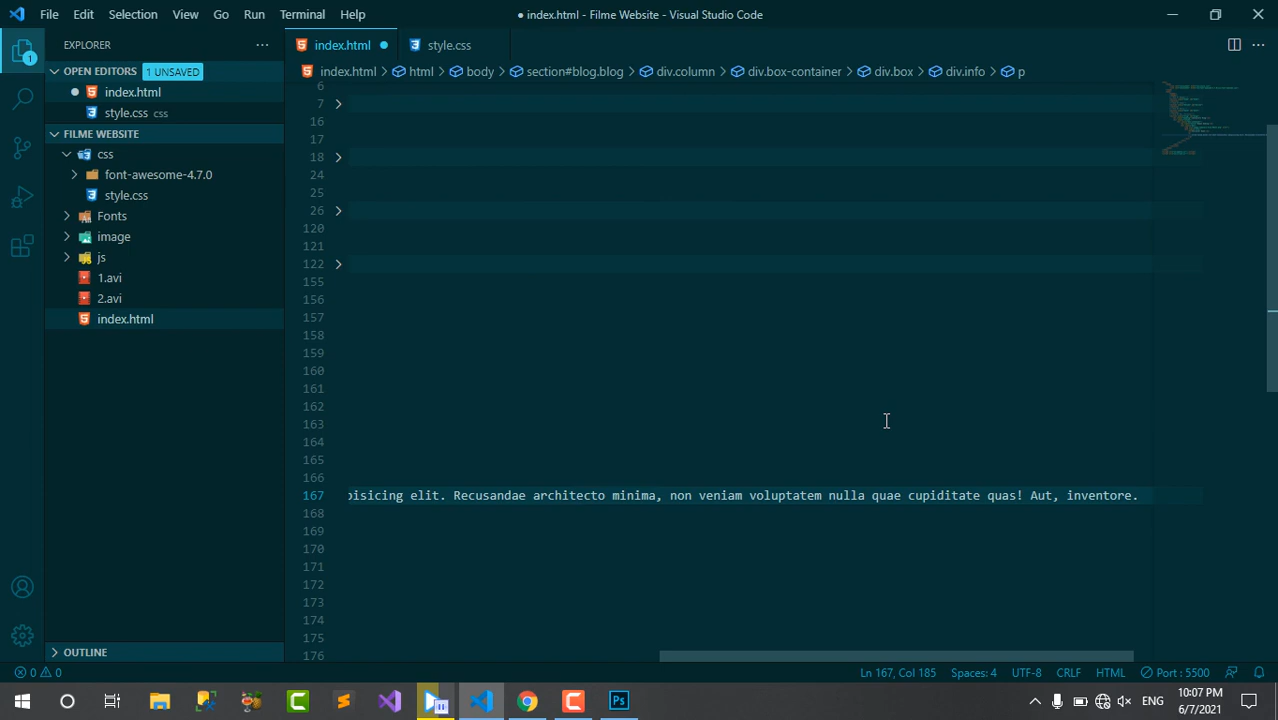 File Edit Selection View Go Run Terminal Help
● index.html - Filme Website - Visual Studio Code
EXPLORER
index.html
style.css
OPEN EDITORS 1 UNSAVED
index.html > html > body > section#blog.blog > div.column > div.box-container > div.box > div.info > p
index.html
style.css css
FILME WEBSITE
css
font-awesome-4.7.0
style.css
Fonts
image
js
1.avi
2.avi
index.html
OUTLINE
6
7
16
17
18
24
25
26
120
121
122
155
156
157
158
159
160
161
162
163
164
165
166
167 pisicing elit. Recusandae architecto minima, non veniam voluptatem nulla quae cupiditate quas! Aut, inventore.
168
169
170
171
172
173
174
175
176
0 0
Ln 167, Col 185 Spaces: 4 UTF-8 CRLF HTML Port : 5500
ENG
10:07 PM
6/7/2021